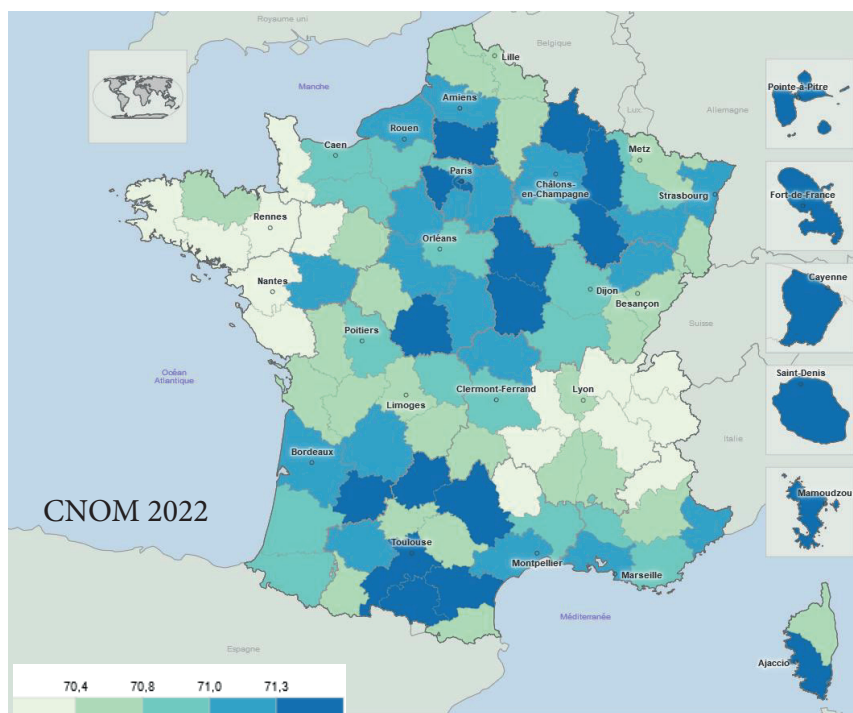 Royaume uni
Belgique
Lille
Pointe-à-Pitre
Manche
Lux.
Allemagne
Amiens
Rouen
Caen
Metz
Paris
Châlons-
en-Champagne
Strasbourg
Fort-de-France
Rennes
Orléans
Nantes
Dijon
Besançon
Cayenne
Suisse
Poitiers
Océan
Atlantique
Saint-Denis
Clermont-Ferrand
Lyon
Limoges
Italie
Bordeaux
Mamoudzou
CNOM 2022
Toulouse
Montpellier
Marseille
Méditerranée
Espagne
Ajaccio
70,4 70,8 71,0 71,3